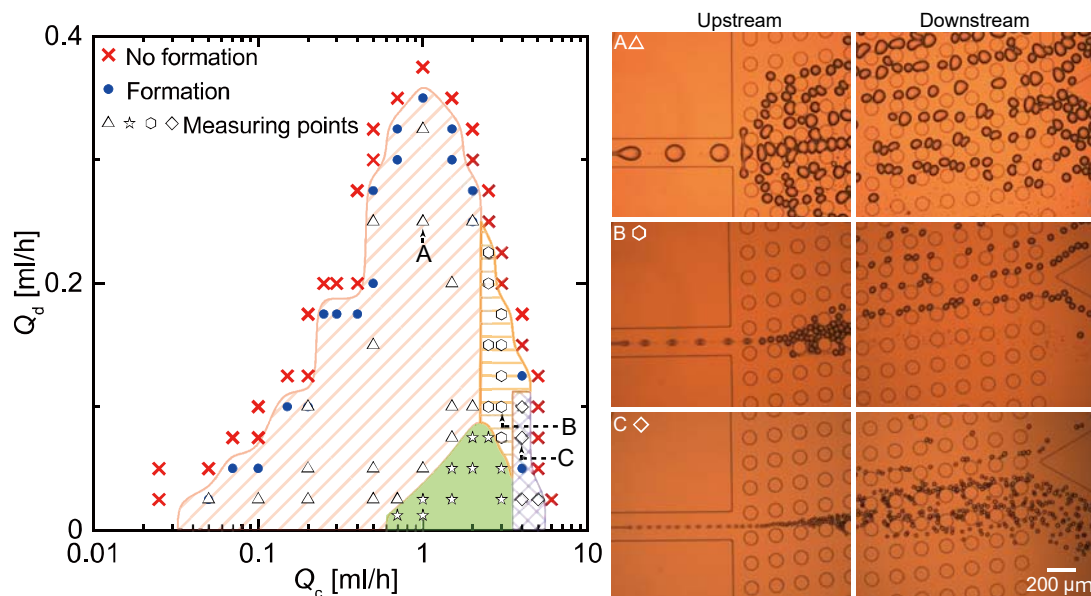 Upstream
Downstream
0.4
No formation
Formation
Measuring points
A
B
C
0.2
0
0.01
0.1
1
10
Q_d [ml/h]
Q_c [ml/h]
A
B
C
200 µm